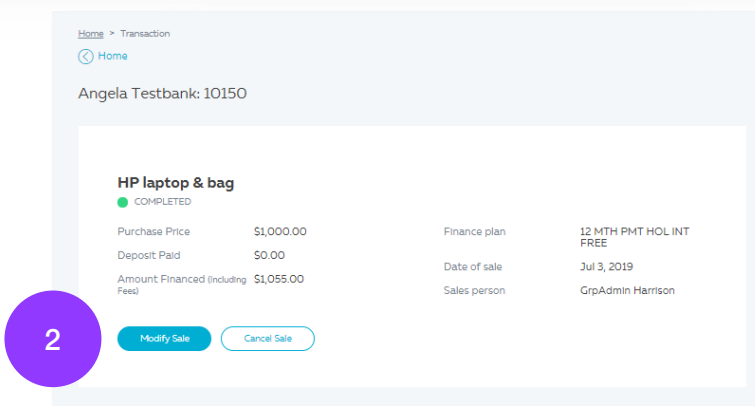 Home > Transaction
Home
Angela Testbank: 10150
HP laptop & bag
COMPLETED
Purchase Price $1,000.00
Deposit Paid $0.00
Amount Financed (Including $1,055.00
Fees)
Finance plan 12 MTH PMT HOL INT
FREE
Date of sale Jul 3, 2019
Sales person GrpAdmin Harrison
2
Modify Sale Cancel Sale